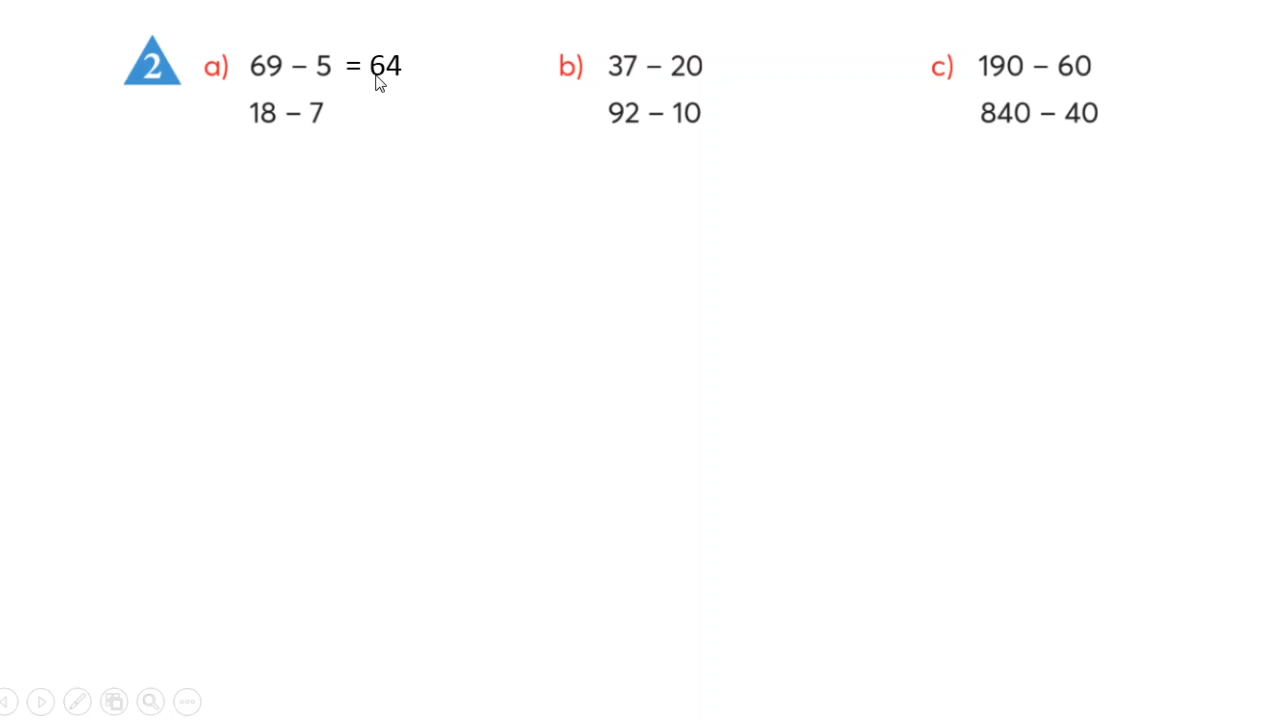 2 a) 69 – 5 = 64 b) 37 – 20 c) 190 – 60
18 – 7 92 – 10 840 – 40